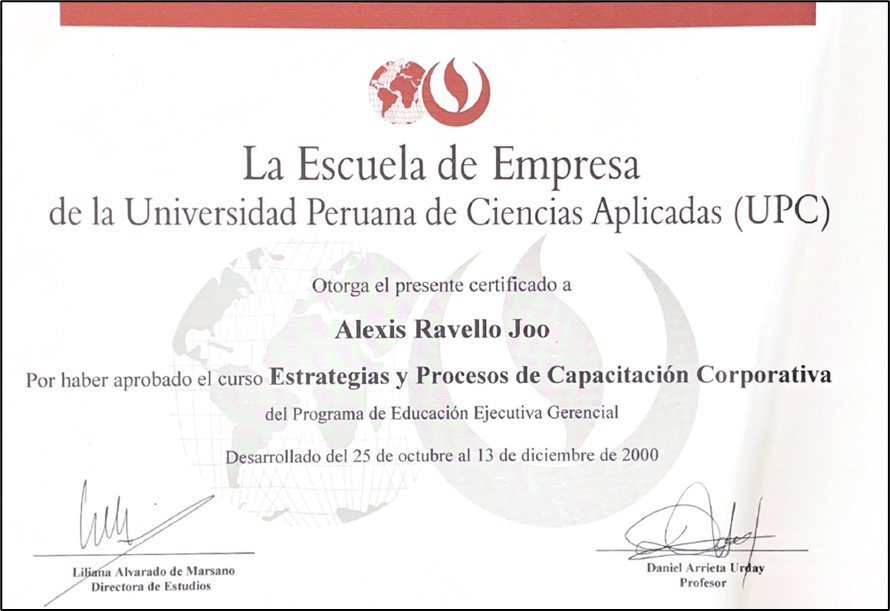 La Escuela de Empresa
de la Universidad Peruana de Ciencias Aplicadas (UPC)
Otorga el presente certificado a
Alexis Ravello Joo
Por haber aprobado el curso Estrategias y Procesos de Capacitación Corporativa
del Programa de Educación Ejecutiva Gerencial
Desarrollado del 25 de octubre al 13 de diciembre de 2000
Liliana Alvarado de Marsano
Directora de Estudios
Daniel Arrieta Urday
Profesor